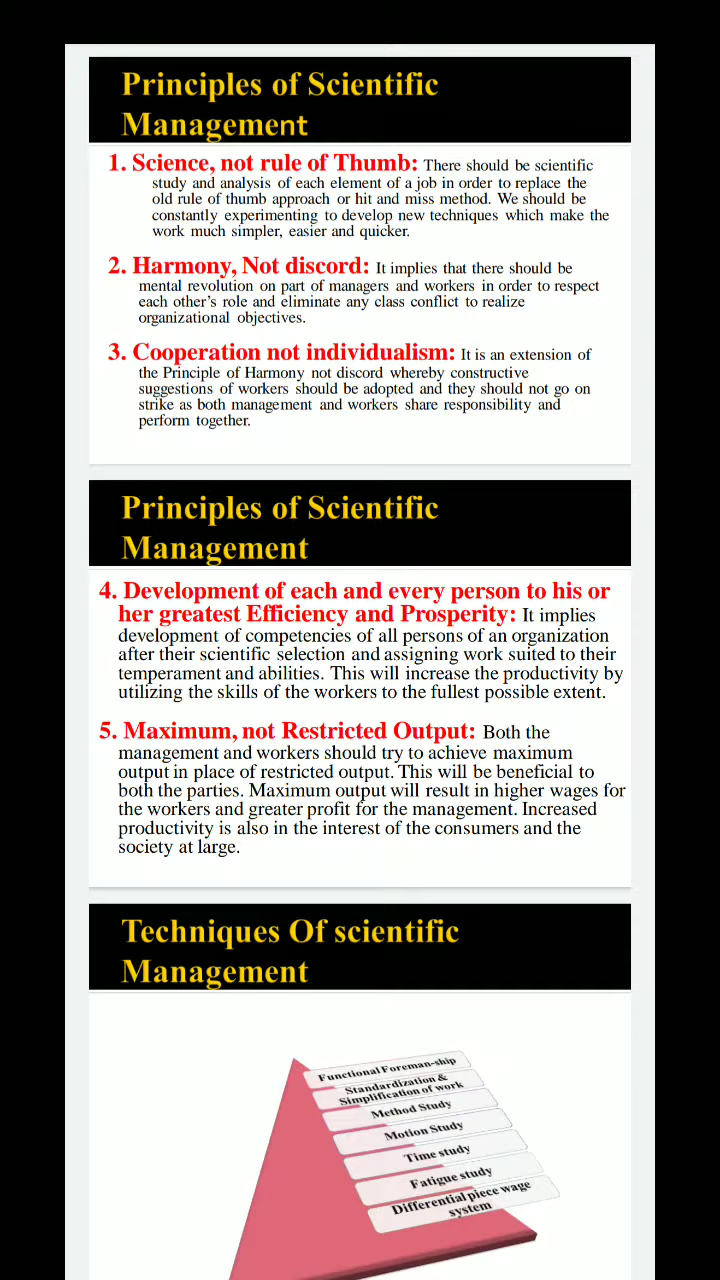 Principles of Scientific
Management
1. Science, not rule of Thumb: There should be scientific
study and analysis of each element of a job in order to replace the
old rule of thumb approach or hit and miss method. We should be
constantly experimenting to develop new techniques which make the
work much simpler, easier and quicker.
2. Harmony, Not discord: It implies that there should be
mental revolution on part of managers and workers in order to respect
each other's role and eliminate any class conflict to realize
organizational objectives.
3. Cooperation not individualism: It is an extension of
the Principle of Harmony not discord whereby constructive
suggestions of workers should be adopted and they should not go on
strike as both management and workers share responsibility and
perform together.
Principles of Scientific
Management
4. Development of each and every person to his or
her greatest Efficiency and Prosperity: It implies
development of competencies of all persons of an organization
after their scientific selection and assigning work suited to their
temperament and abilities. This will increase the productivity by
utilizing the skills of the workers to the fullest possible extent.
5. Maximum, not Restricted Output: Both the
management and workers should try to achieve maximum
output in place of restricted output. This will be beneficial to
both the parties. Maximum output will result in higher wages for
the workers and greater profit for the management. Increased
productivity is also in the interest of the consumers and the
society at large.
Techniques Of scientific
Management
Functional Foreman-ship
Standardization &
Simplification of work
Method Study
Motion Study
Time study
Fatigue study
Differential piece wage
system